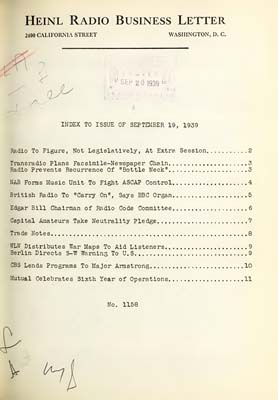 HEINL RADIO BUSINESS LETTER
2400 CALIFORNIA STREET WASHINGTON, D. C.
SEP 20 1939
INDEX TO ISSUE OF SEPTEMBER 19, 1939
Radio To Figure, Not Legislatively, At Extra Session..........2
Transradio Plans Facsimile-Newspaper Chain....................3
Radio Prevents Recurrence Of "Bottle Neck"....................3
NAB Forms Music Unit To Fight ASCAP Control...................4
British Radio To "Carry On", Says BBC Organ...................5
Edgar Bill Chairman of Radio Code Committee...................6
Capital Amateurs Take Neutrality Pledge.......................7
Trade Notes...................................................8
WLW Distributes War Maps To Aid Listeners.....................9
Berlin Directs S-W Warning To U.S.............................9
CBS Lends Programs To Major Armstrong........................10
Mutual Celebrates Sixth Year of Operations...................11
No. 1158